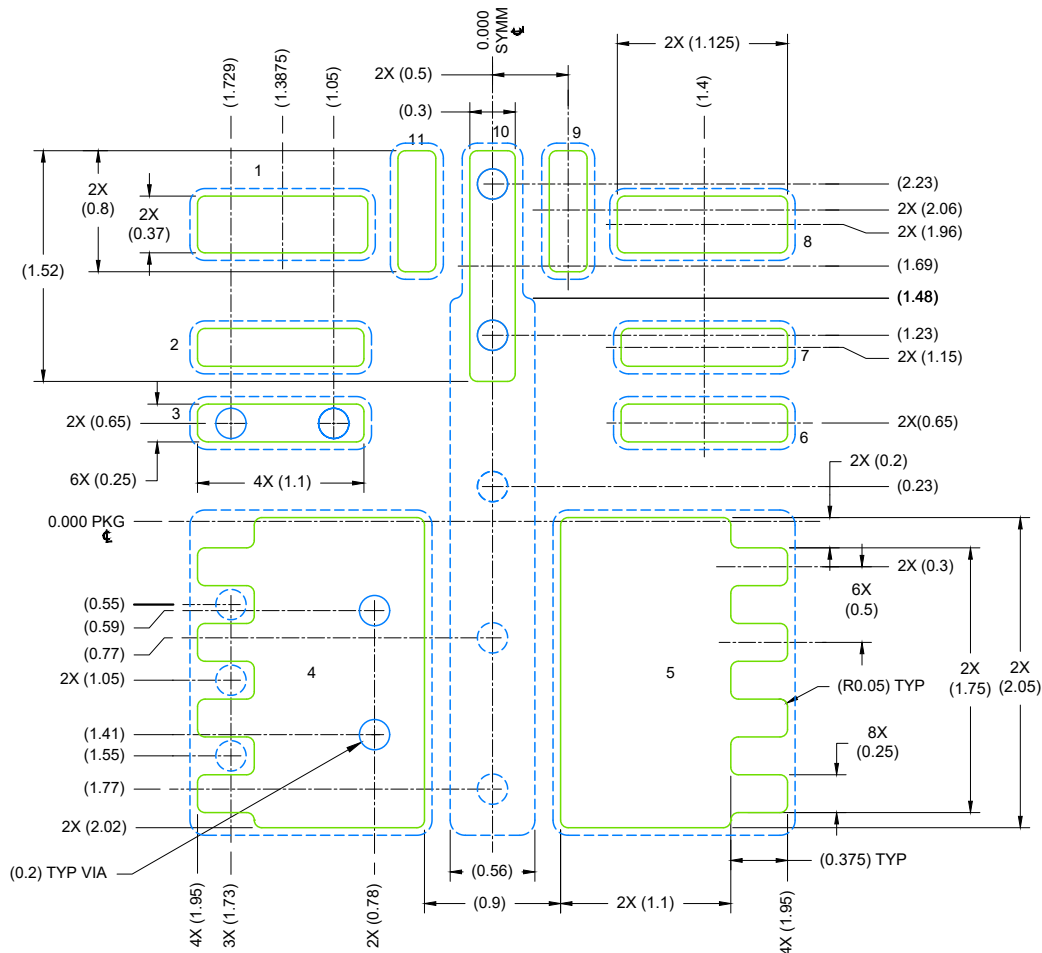 0.000
SYMM
℄
2X (1.125)
2X (0.5)
(1.729)
(1.3875)
(1.05)
(1.4)
(0.3)
11
10
9
1
(2.23)
2X
(0.8)
2X
(0.37)
2X (2.06)
2X (1.96)
8
(1.52)
(1.69)
(1.48)
(1.23)
2
7
2X (1.15)
3
2X (0.65)
2X(0.65)
6
6X (0.25)
4X (1.1)
2X (0.2)
(0.23)
0.000 PKG
℄
2X (0.3)
6X
(0.5)
(0.55)
(0.59)
(0.77)
4
5
2X
(1.75)
2X
(2.05)
2X (1.05)
(R0.05) TYP
(1.41)
(1.55)
8X
(0.25)
(1.77)
2X (2.02)
(0.2) TYP VIA
(0.56)
(0.375) TYP
(0.9)
2X (1.1)
4X (1.95)
3X (1.73)
2X (0.78)
4X (1.95)